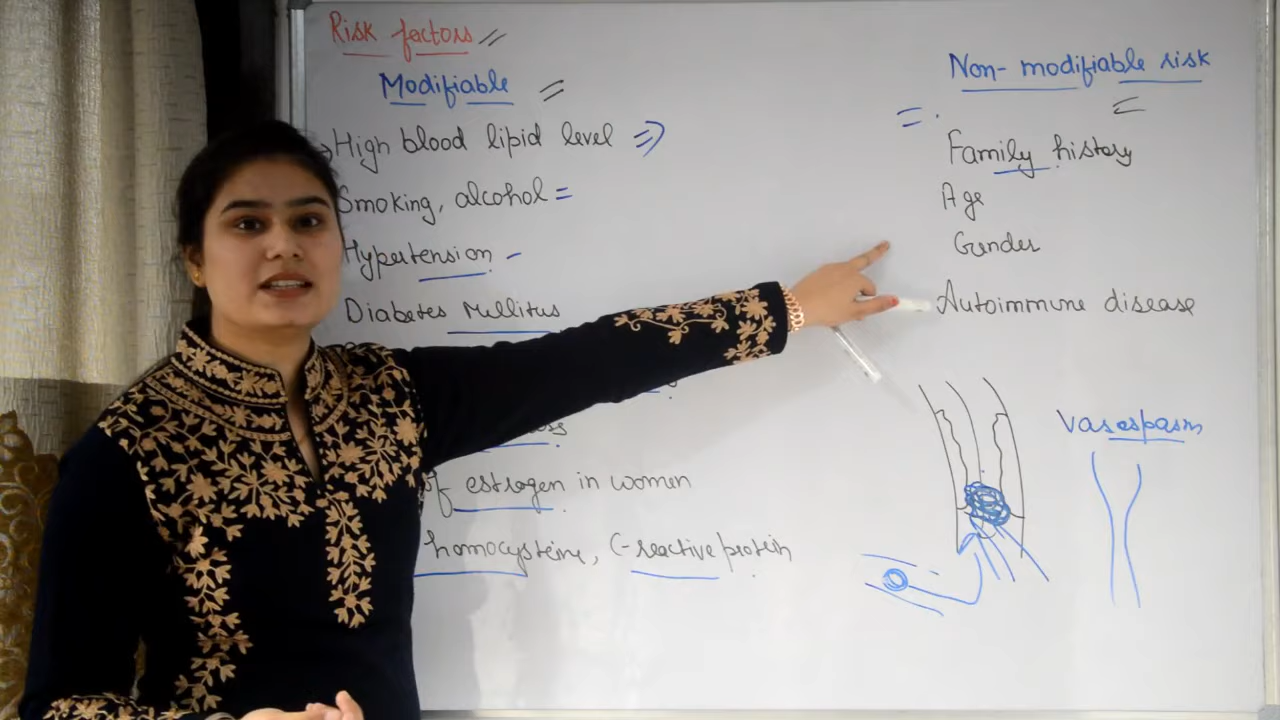 Risk factors
Modifiable
High blood lipid level
Smoking, alcohol
Hypertension
Diabetes Mellitus
of estrogen in women
homocysteine, C-reactive protein
Non-modifiable risk
Family history
Age
Gender
Autoimmune disease
Vasospasm